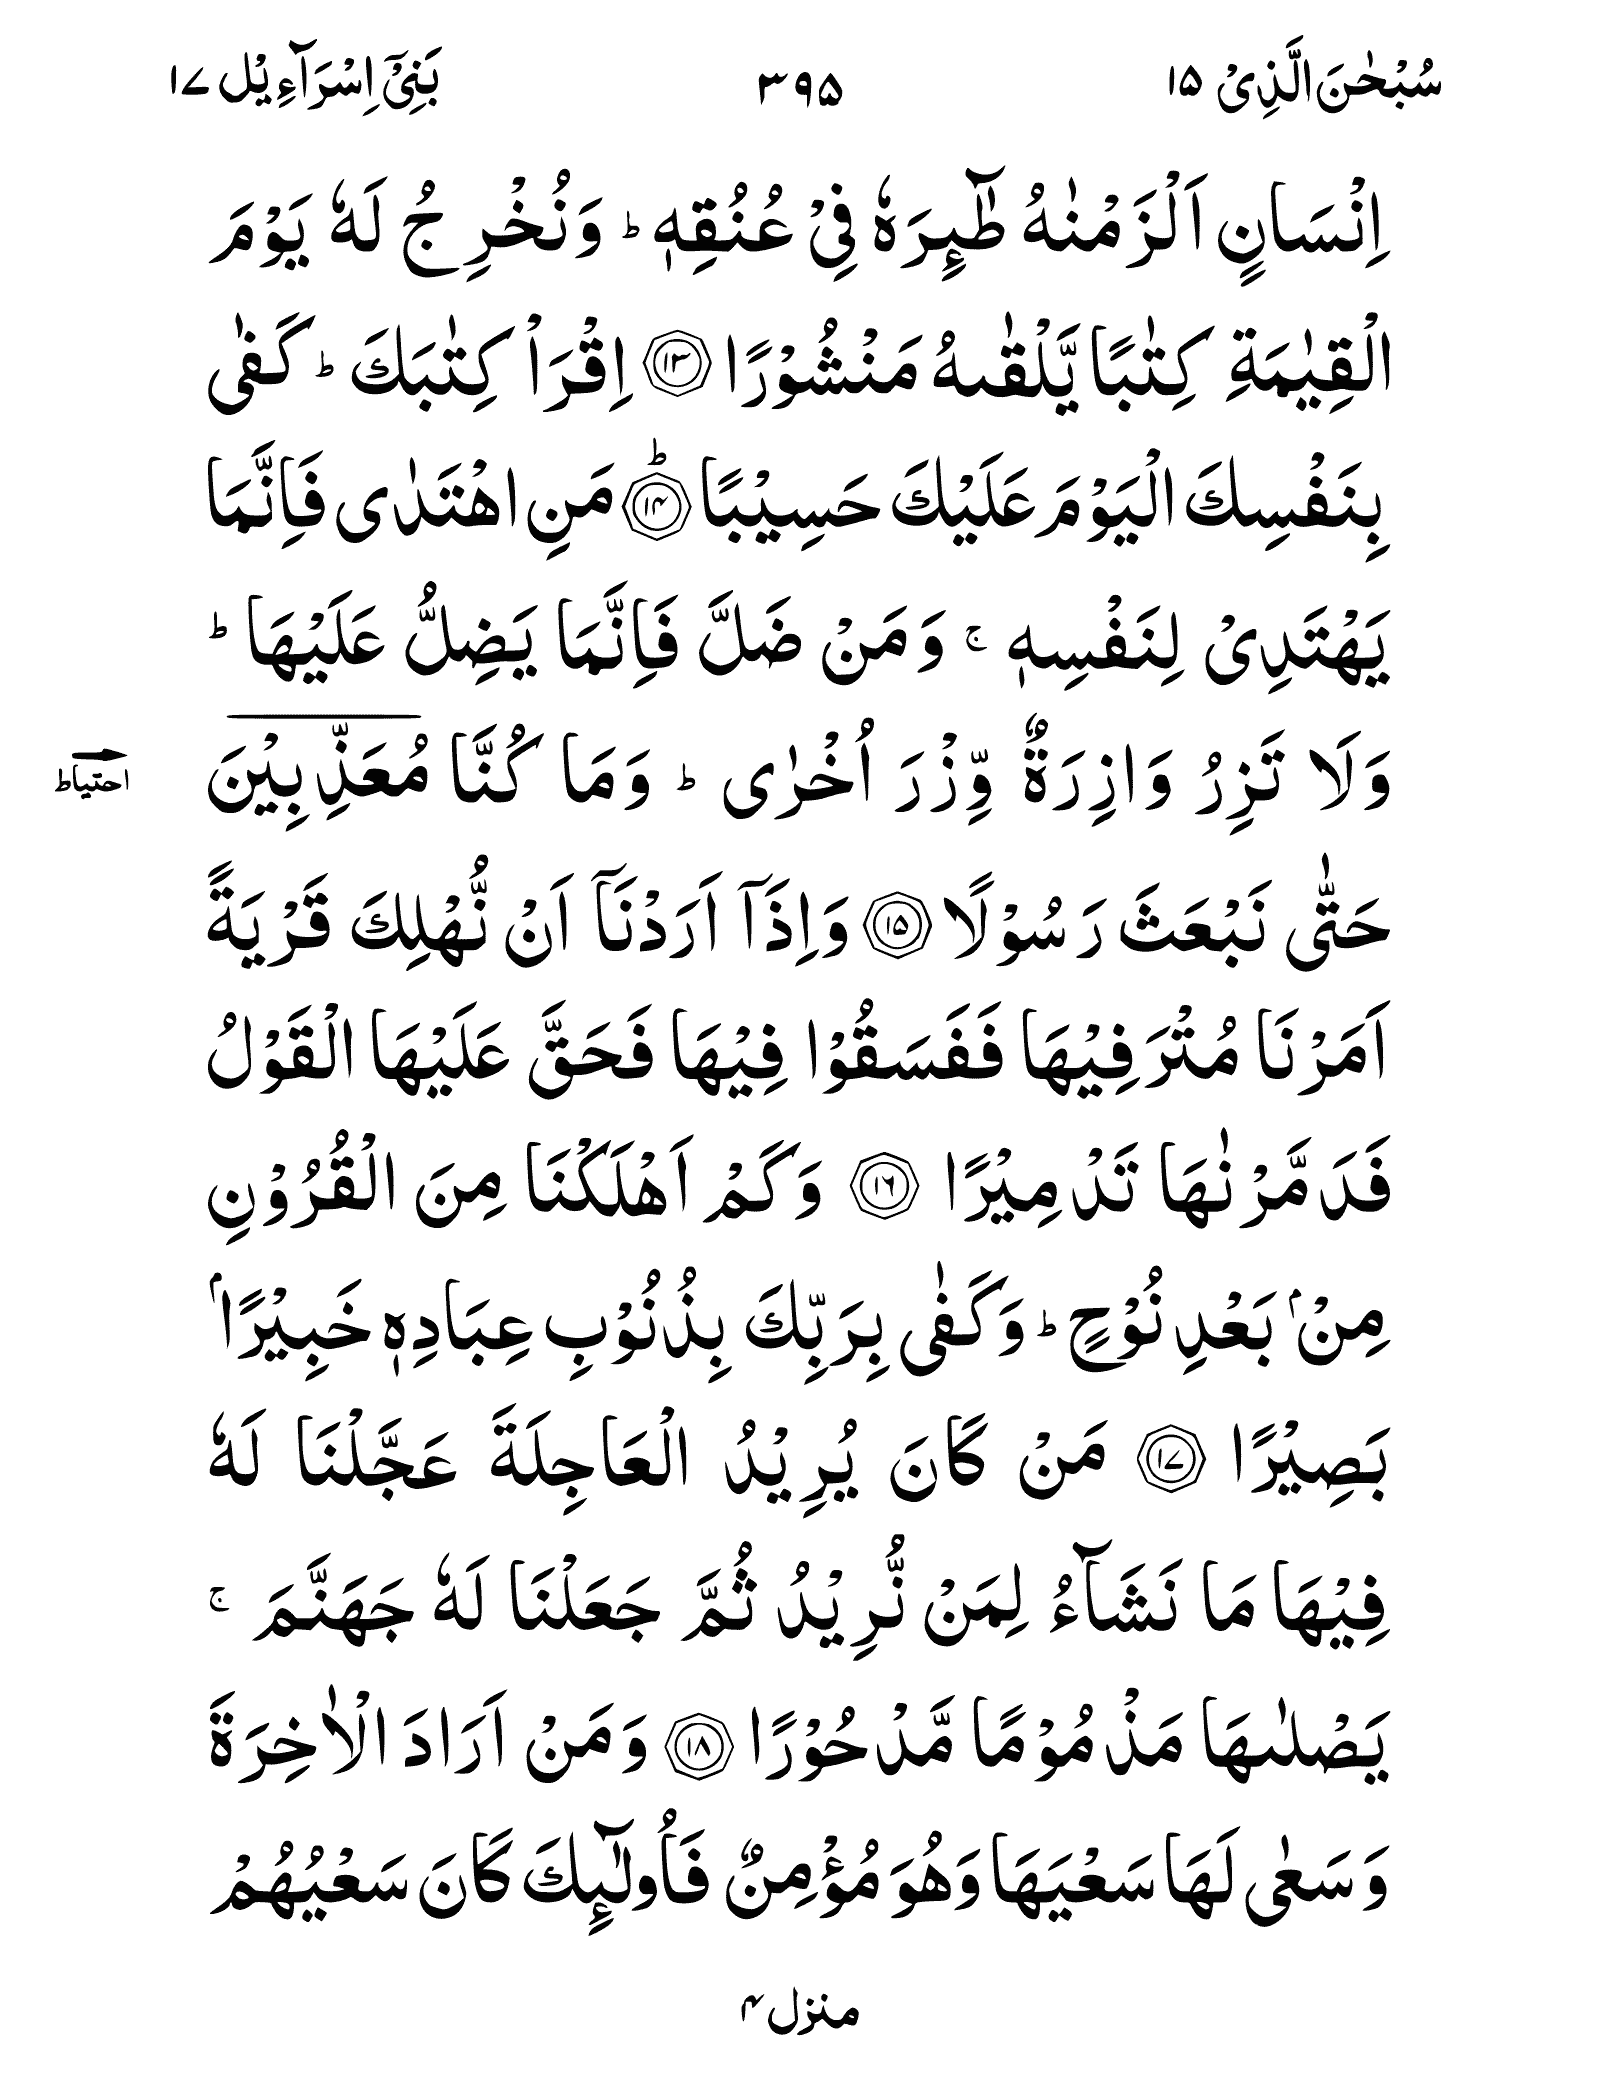 سُبْحٰنَ الَّذِیْ ۱۵
۳۹۵
بَنِیْۤ اِسْرَآءِیْل ۱۷
اِنْسَانٍ اَلْزَمْنٰهُ طٰٓىِٕرَهٗ فِیْ عُنُقِهٖ ؕ وَنُخْرِجُ لَهٗ یَوْمَ
الْقِیٰمَةِ كِتٰبًا یَّلْقٰىهُ مَنْشُوْرًا ﴿۱۳﴾ اِقْرَاْ كِتٰبَكَ ؕ كَفٰی
بِنَفْسِكَ الْیَوْمَ عَلَیْكَ حَسِیْبًا ﴿۱۴﴾ؕ مَنِ اهْتَدٰی فَاِنَّمَا
یَهْتَدِیْ لِنَفْسِهٖ ۚ وَمَنْ ضَلَّ فَاِنَّمَا یَضِلُّ عَلَیْهَا ؕ
وَلَا تَزِرُ وَازِرَةٌ وِّزْرَ اُخْرٰی ؕ وَمَا كُنَّا مُعَذِّبِیْنَ
احتیاط
حَتّٰی نَبْعَثَ رَسُوْلًا ﴿۱۵﴾ وَاِذَاۤ اَرَدْنَاۤ اَنْ نُّهْلِكَ قَرْیَةً
اَمَرْنَا مُتْرَفِیْهَا فَفَسَقُوْا فِیْهَا فَحَقَّ عَلَیْهَا الْقَوْلُ
فَدَمَّرْنٰهَا تَدْمِیْرًا ﴿۱۶﴾ وَكَمْ اَهْلَكْنَا مِنَ الْقُرُوْنِ
مِنْۢ بَعْدِ نُوْحٍ ؕ وَكَفٰی بِرَبِّكَ بِذُنُوْبِ عِبَادِهٖ خَبِیْرًاۢ
بَصِیْرًا ﴿۱۷﴾ مَنْ كَانَ یُرِیْدُ الْعَاجِلَةَ عَجَّلْنَا لَهٗ
فِیْهَا مَا نَشَآءُ لِمَنْ نُّرِیْدُ ثُمَّ جَعَلْنَا لَهٗ جَهَنَّمَ ۚ
یَصْلٰىهَا مَذْمُوْمًا مَّدْحُوْرًا ﴿۱۸﴾ وَمَنْ اَرَادَ الْاٰخِرَةَ
وَسَعٰی لَهَا سَعْیَهَا وَهُوَ مُؤْمِنٌ فَاُولٰٓىِٕكَ كَانَ سَعْیُهُمْ
منزل ۴